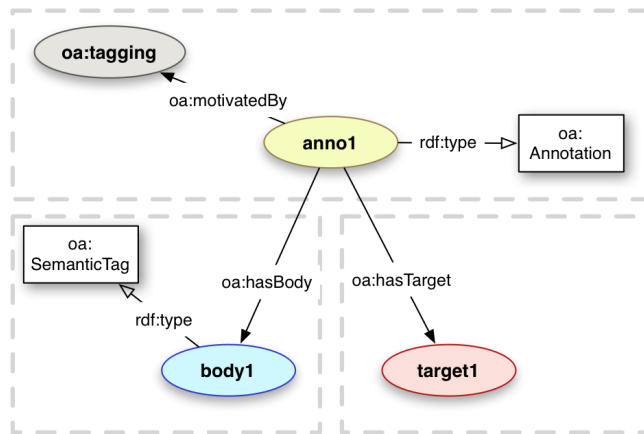 oa:tagging
oa:motivatedBy
anno1
rdf:type
oa:
Annotation
oa:
SemanticTag
oa:hasBody
oa:hasTarget
rdf:type
body1
target1